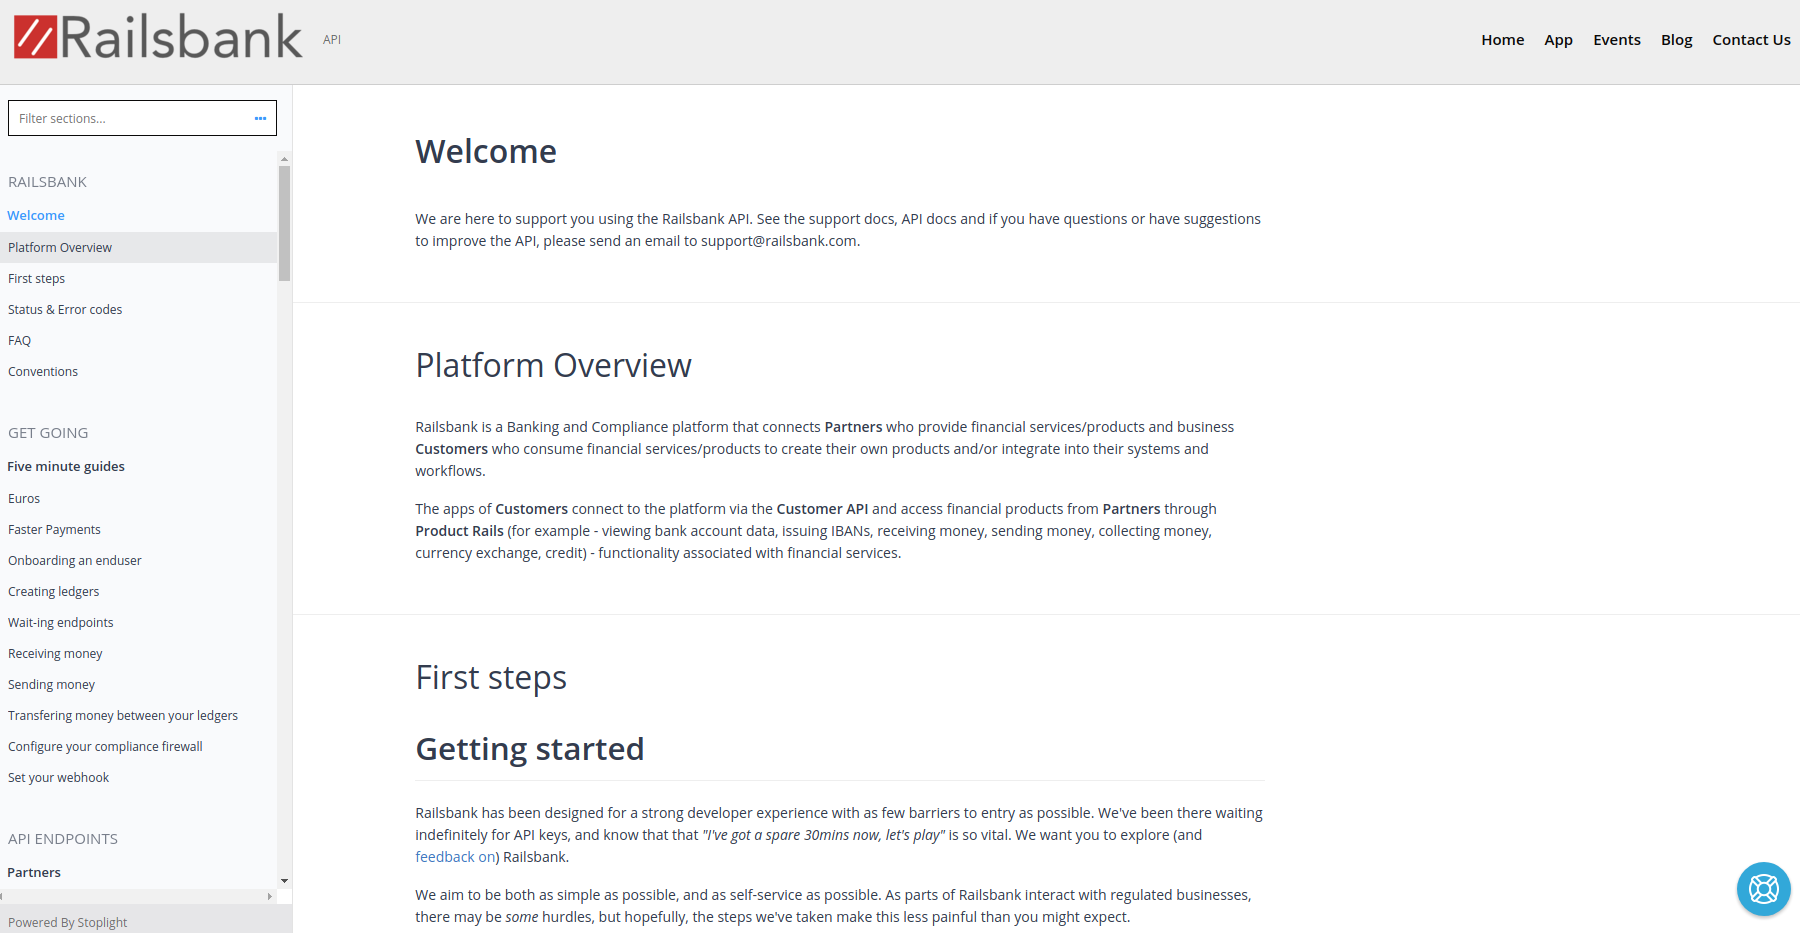 Railsbank API
Home App Events Blog Contact Us
Filter sections...
RAILSBANK
Welcome
Platform Overview
First steps
Status & Error codes
FAQ
Conventions
GET GOING
Five minute guides
Euros
Faster Payments
Onboarding an enduser
Creating ledgers
Wait-ing endpoints
Receiving money
Sending money
Transfering money between your ledgers
Configure your compliance firewall
Set your webhook
API ENDPOINTS
Partners
Powered By Stoplight
Welcome
We are here to support you using the Railsbank API. See the support docs, API docs and if you have questions or have suggestions
to improve the API, please send an email to support@railsbank.com.
Platform Overview
Railsbank is a Banking and Compliance platform that connects Partners who provide financial services/products and business
Customers who consume financial services/products to create their own products and/or integrate into their systems and
workflows.
The apps of Customers connect to the platform via the Customer API and access financial products from Partners through
Product Rails (for example - viewing bank account data, issuing IBANs, receiving money, sending money, collecting money,
currency exchange, credit) - functionality associated with financial services.
First steps
Getting started
Railsbank has been designed for a strong developer experience with as few barriers to entry as possible. We've been there waiting
indefinitely for API keys, and know that that "I've got a spare 30mins now, let's play" is so vital. We want you to explore (and
feedback on) Railsbank.
We aim to be both as simple as possible, and as self-service as possible. As parts of Railsbank interact with regulated businesses,
there may be some hurdles, but hopefully, the steps we've taken make this less painful than you might expect.